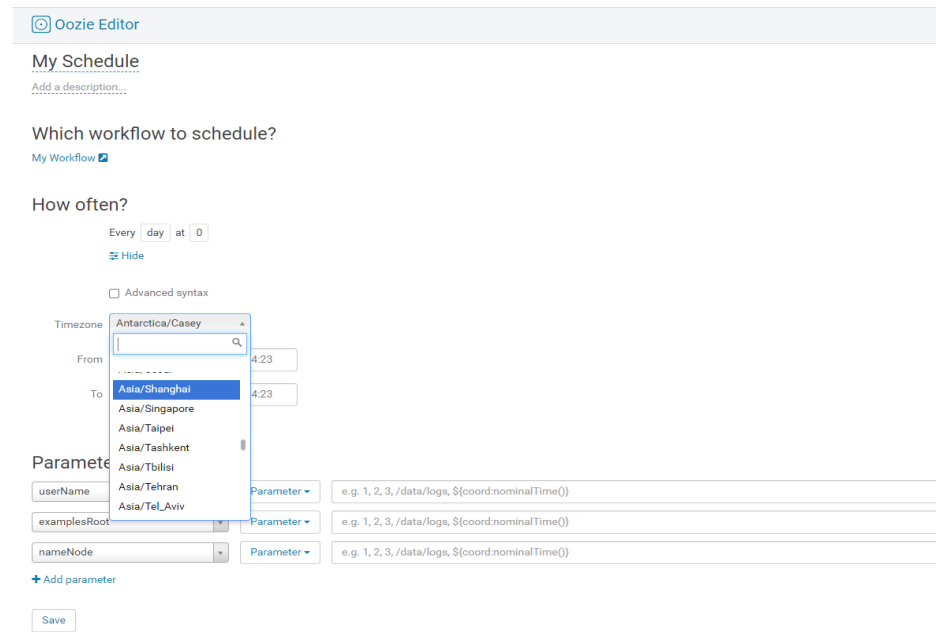 Oozie Editor
My Schedule
Add a description...
Which workflow to schedule?
My Workflow
How often?
Every day at 0
Hide
Advanced syntax
Timezone Antarctica/Casey
From 4:23
Asia/Shanghai
To 4:23
Asia/Singapore
Asia/Taipei
Asia/Tashkent
Asia/Tbilisi
Asia/Tehran
Asia/Tel_Aviv
Paramete
userName Parameter e.g. 1, 2, 3, /data/logs, ${coord:nominalTime()}
examplesRoot Parameter e.g. 1, 2, 3, /data/logs, ${coord:nominalTime()}
nameNode Parameter e.g. 1, 2, 3, /data/logs, ${coord:nominalTime()}
Add parameter
Save